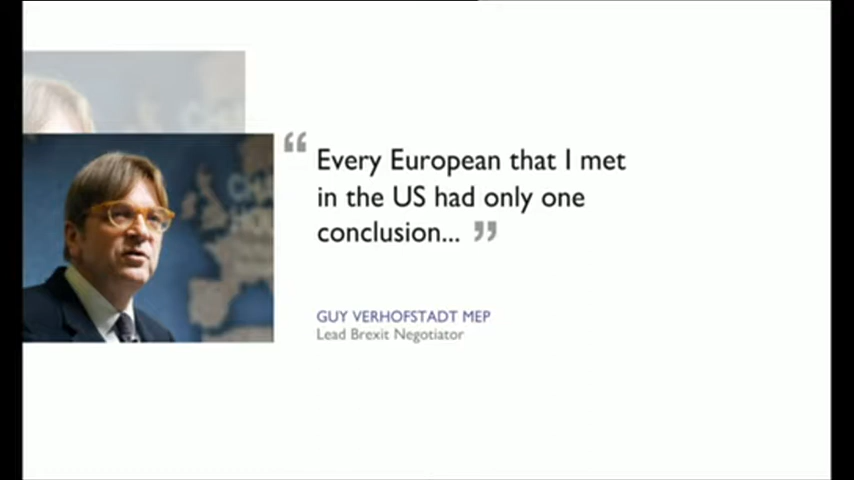 “ Every European that I met
in the US had only one
conclusion... ”
GUY VERHOFSTADT MEP
Lead Brexit Negotiator